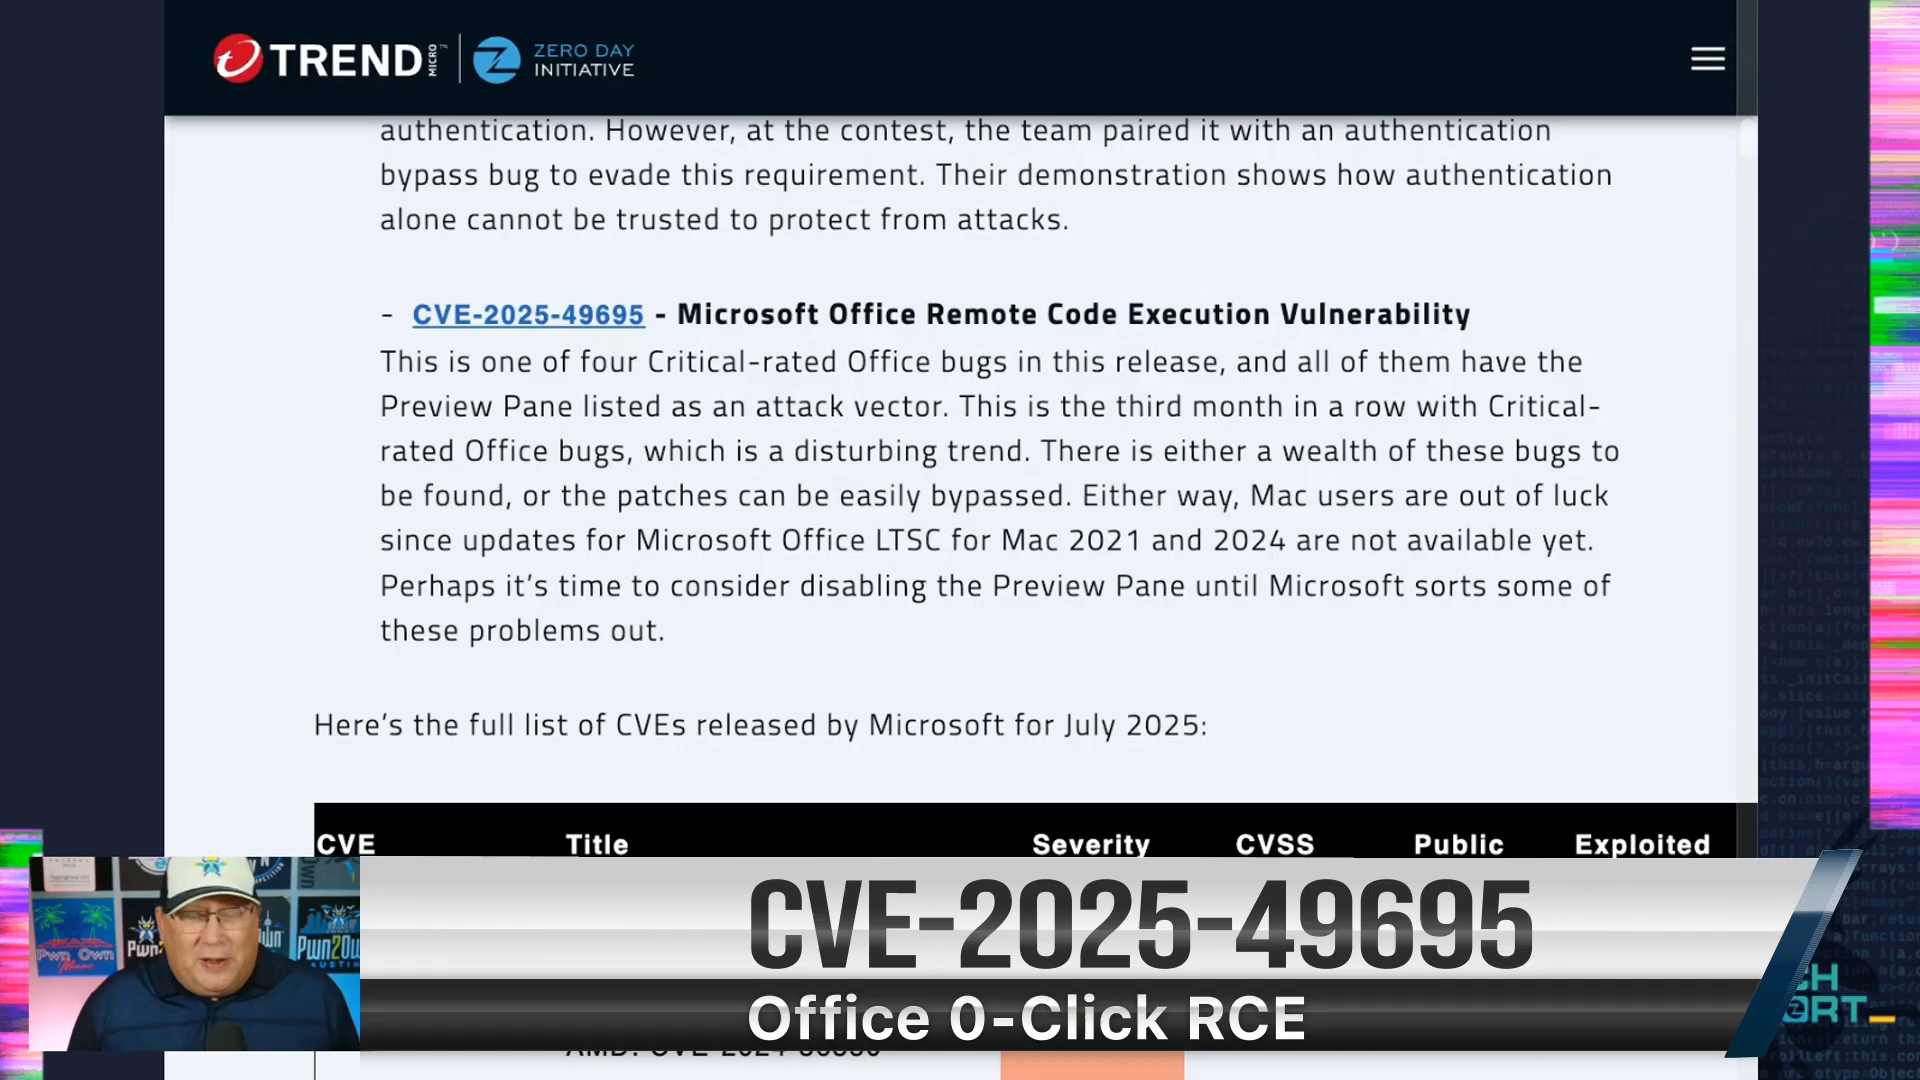 TREND MICRO ZERO DAY INITIATIVE
authentication. However, at the contest, the team paired it with an authentication
bypass bug to evade this requirement. Their demonstration shows how authentication
alone cannot be trusted to protect from attacks.
- CVE-2025-49695 - Microsoft Office Remote Code Execution Vulnerability
This is one of four Critical-rated Office bugs in this release, and all of them have the
Preview Pane listed as an attack vector. This is the third month in a row with Critical-
rated Office bugs, which is a disturbing trend. There is either a wealth of these bugs to
be found, or the patches can be easily bypassed. Either way, Mac users are out of luck
since updates for Microsoft Office LTSC for Mac 2021 and 2024 are not available yet.
Perhaps it's time to consider disabling the Preview Pane until Microsoft sorts some of
these problems out.
Here's the full list of CVEs released by Microsoft for July 2025:
CVE Title Severity CVSS Public Exploited
CVE-2025-49695
Office 0-Click RCE
Pwn Own
Miami
Pwn2Own
AUSTIN